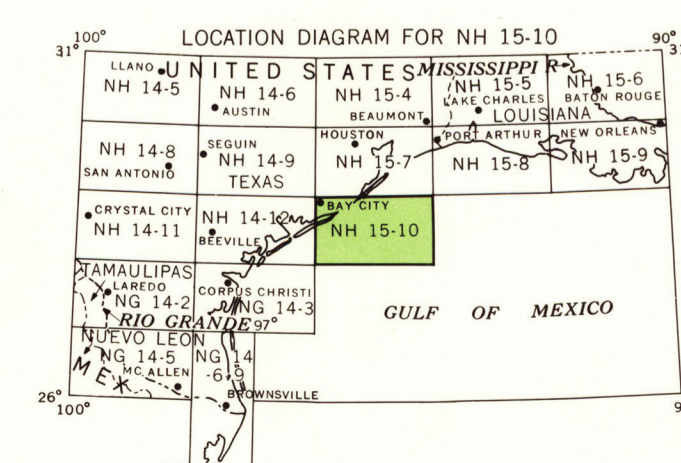 LOCATION DIAGRAM FOR NH 15-10
100°
90°
31°
31
UNITED STATES
MISSISSIPPI R
LLANO
NH 14-5
NH 14-6
AUSTIN
NH 15-4
BEAUMONT
NH 15-5
LAKE CHARLES
LOUISIANA
NH 15-6
BATON ROUGE
NH 14-8
SAN ANTONIO
SEGUIN
NH 14-9
TEXAS
HOUSTON
NH 15-7
PORT ARTHUR
NH 15-8
NEW ORLEANS
NH 15-9
CRYSTAL CITY
NH 14-11
NH 14-12
BEEVILLE
BAY CITY
NH 15-10
TAMAULIPAS
LAREDO
NG 14-2
CORPUS CHRISTI
NG 14-3
GULF OF MEXICO
RIO GRANDE
97°
NUEVO LEON
NG 14-5
NG 14
-6,9
MEX
MC ALLEN
BROWNSVILLE
26°
100°
9